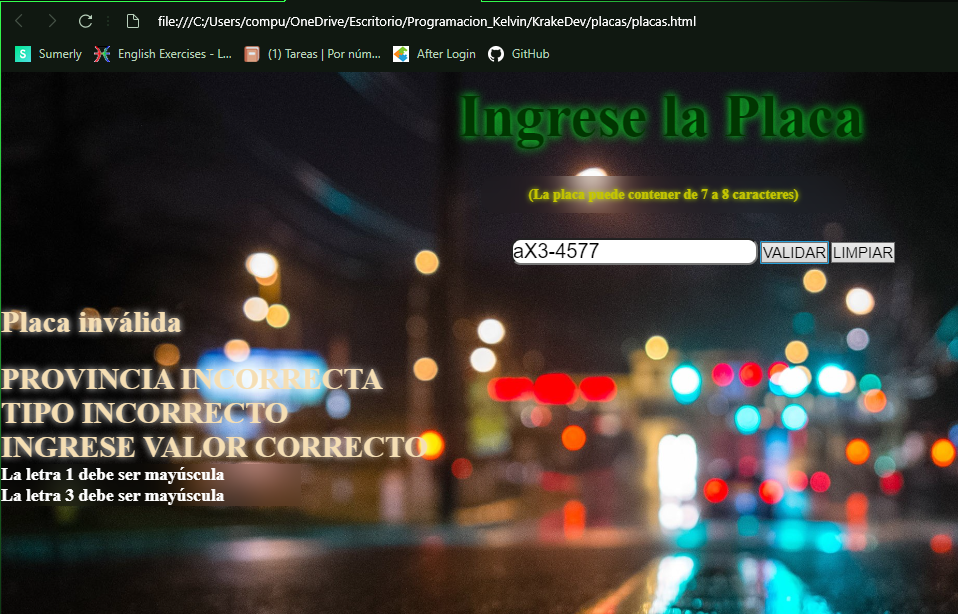 file:///C:/Users/compu/OneDrive/Escritorio/Programacion_Kelvin/KrakeDev/placas/placas.html
Sumerly English Exercises - L... (1) Tareas | Por núm... After Login GitHub
Ingrese la Placa
(La placa puede contener de 7 a 8 caracteres)
aX3-4577 VALIDAR LIMPIAR
Placa inválida
PROVINCIA INCORRECTA
TIPO INCORRECTO
INGRESE VALOR CORRECTO
La letra 1 debe ser mayúscula
La letra 3 debe ser mayúscula